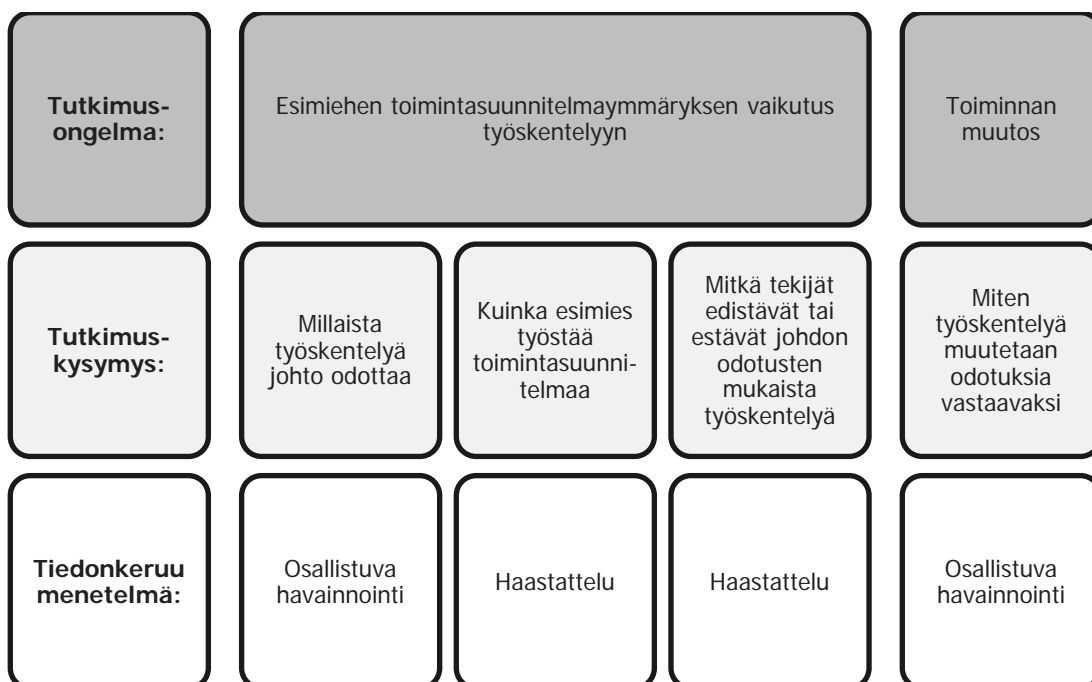 Tutkimus-
ongelma:
Esimiehen toimintasuunnitelmaymmäryksen vaikutus
työskentelyyn
Toiminnan
muutos
Tutkimus-
kysymys:
Millaista
työskentelyä
johto odottaa
Kuinka esimies
työstää
toimintasuunni-
telmaa
Mitkä tekijät
edistävät tai
estävät johdon
odotusten
mukaista
työskentelyä
Miten
työskentelyä
muutetaan
odotuksia
vastaavaksi
Tiedonkeruu
menetelmä:
Osallistuva
havainnointi
Haastattelu
Haastattelu
Osallistuva
havainnointi